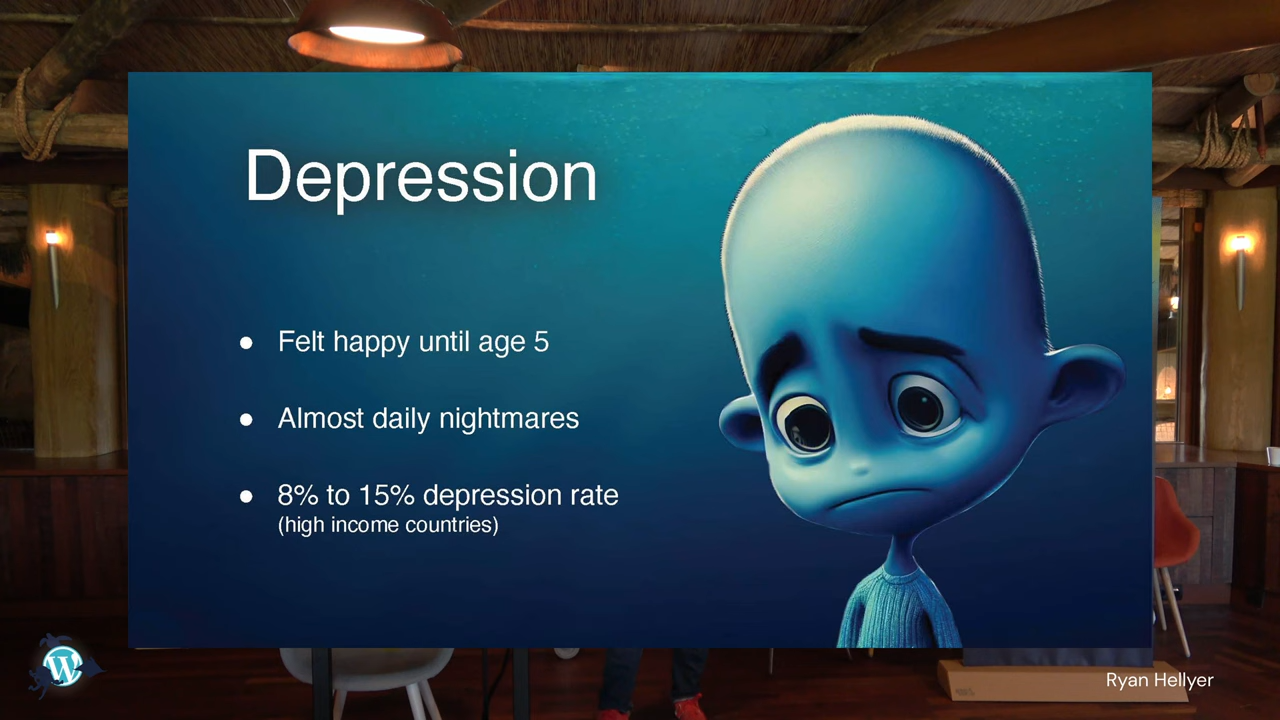 Depression
● Felt happy until age 5
● Almost daily nightmares
● 8% to 15% depression rate
(high income countries)
Ryan Hellyer